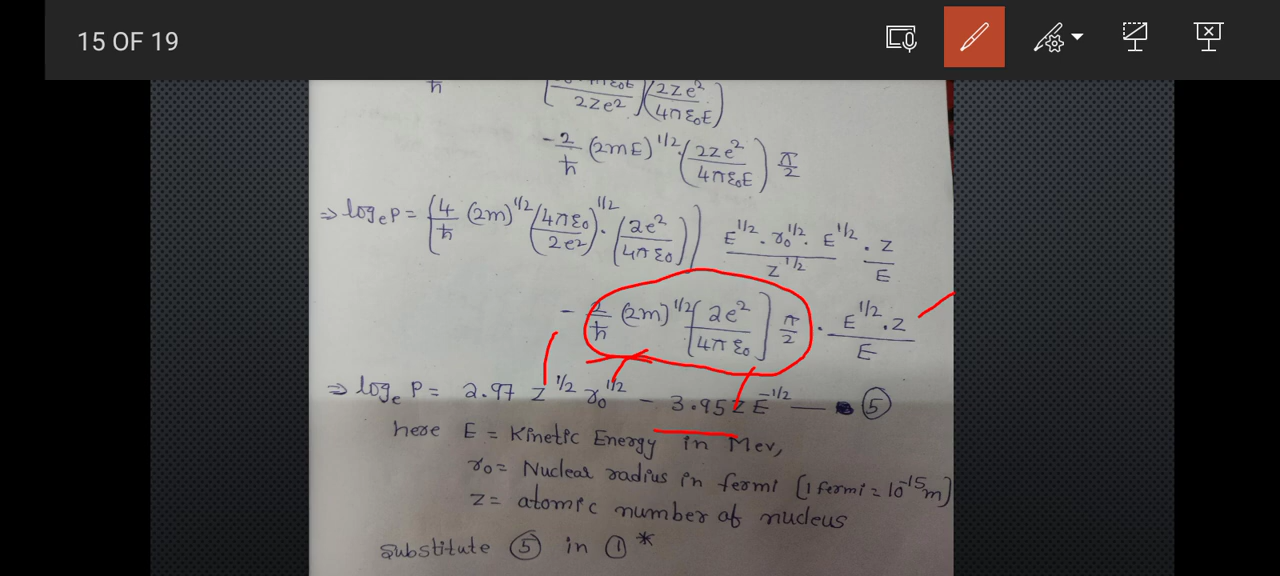 15 OF 19
ħ 2Ze² 2Ze²/4πε₀E
- 2/ħ (2mE)^1/2 (2Ze²/4πε₀E) π/2
⇒ logₑP = (4/ħ (2m)^1/2 (4πε₀/2e²)^1/2 · (2e²/4πε₀)) E^1/2 · r₀^1/2 · E^1/2 / Z^1/2 · Z/E
- 2/ħ (2m)^1/2 (2e²/4πε₀) π/2 · E^1/2 · Z / E
⇒ logₑ P = 2.97 Z^1/2 r₀^1/2 - 3.95 Z E^-1/2 — ⑤
here E = Kinetic Energy in Mev,
r₀ = Nuclear radius in fermi (1 fermi = 10^-15 m)
Z = atomic number of nucleus
substitute ⑤ in ① *